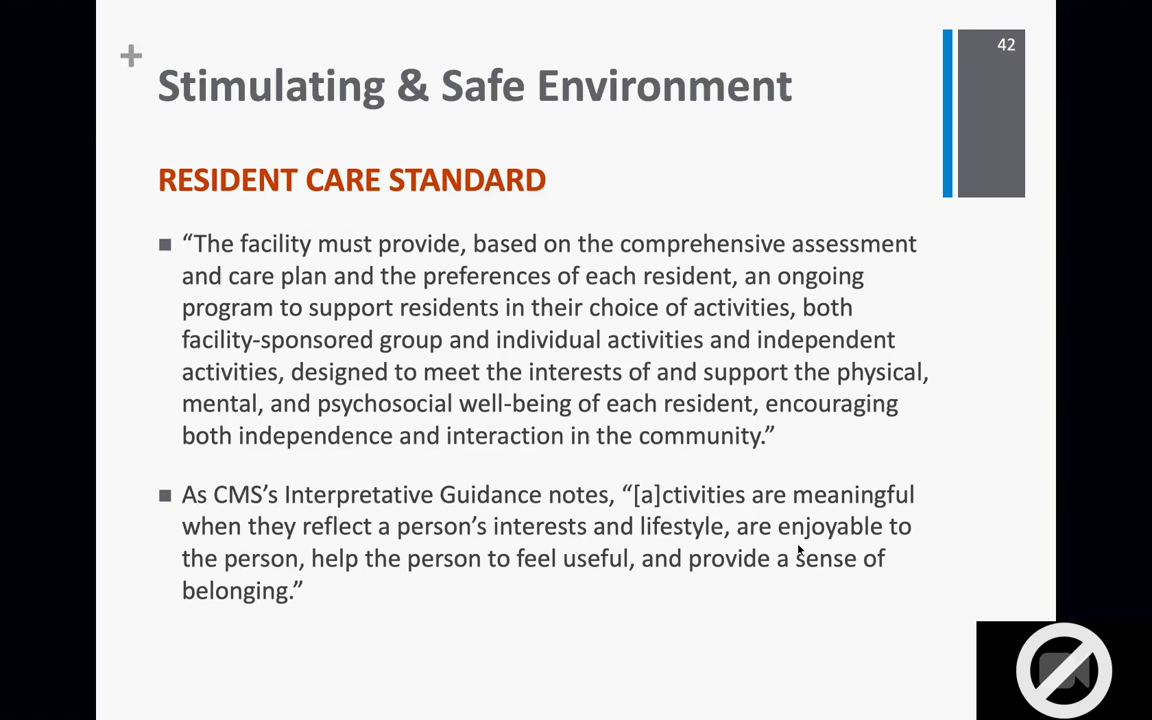 42
+
Stimulating & Safe Environment
RESIDENT CARE STANDARD
■ “The facility must provide, based on the comprehensive assessment
and care plan and the preferences of each resident, an ongoing
program to support residents in their choice of activities, both
facility-sponsored group and individual activities and independent
activities, designed to meet the interests of and support the physical,
mental, and psychosocial well-being of each resident, encouraging
both independence and interaction in the community.”
■ As CMS’s Interpretative Guidance notes, “[a]ctivities are meaningful
when they reflect a person’s interests and lifestyle, are enjoyable to
the person, help the person to feel useful, and provide a sense of
belonging.”